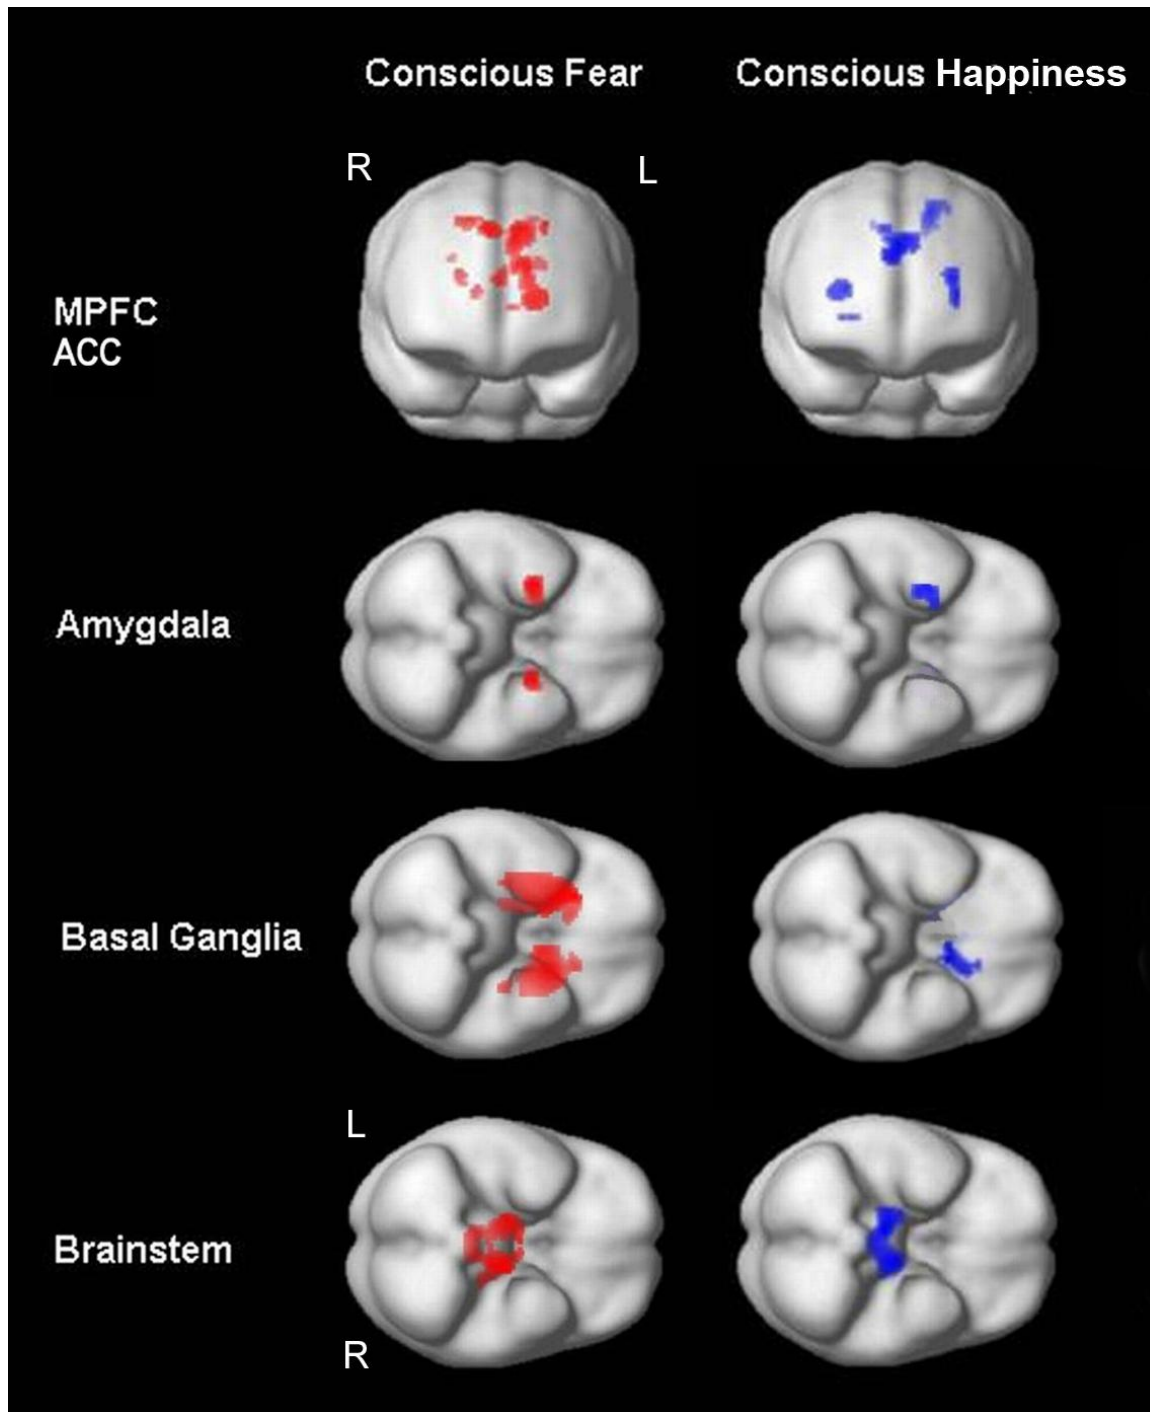 Conscious Fear
Conscious Happiness
R
L
MPFC
ACC
Amygdala
Basal Ganglia
L
Brainstem
R